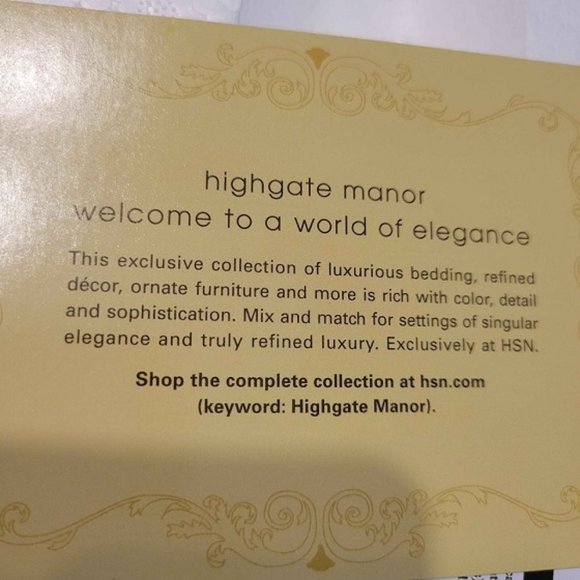 highgate manor
welcome to a world of elegance
This exclusive collection of luxurious bedding, refined
décor, ornate furniture and more is rich with color, detail
and sophistication. Mix and match for settings of singular
elegance and truly refined luxury. Exclusively at HSN.
Shop the complete collection at hsn.com
(keyword: Highgate Manor).